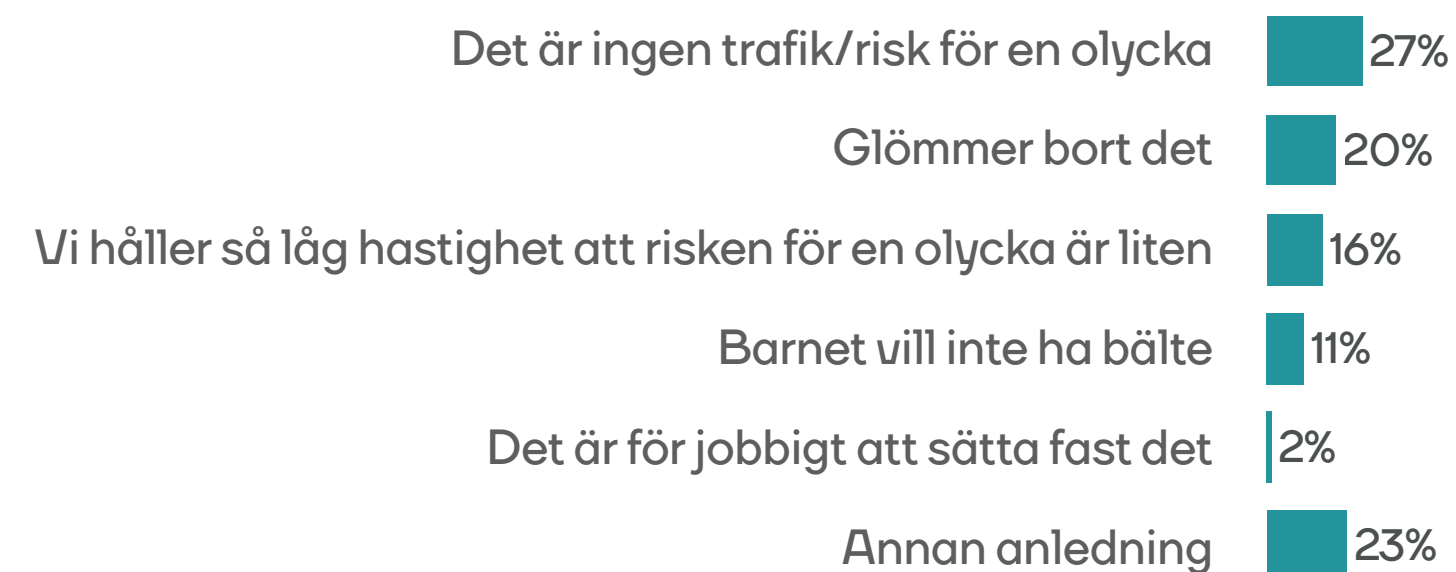 Det är ingen trafik/risk för en olycka 27%
Glömmer bort det 20%
Vi håller så låg hastighet att risken för en olycka är liten 16%
Barnet vill inte ha bälte 11%
Det är för jobbigt att sätta fast det 2%
Annan anledning 23%